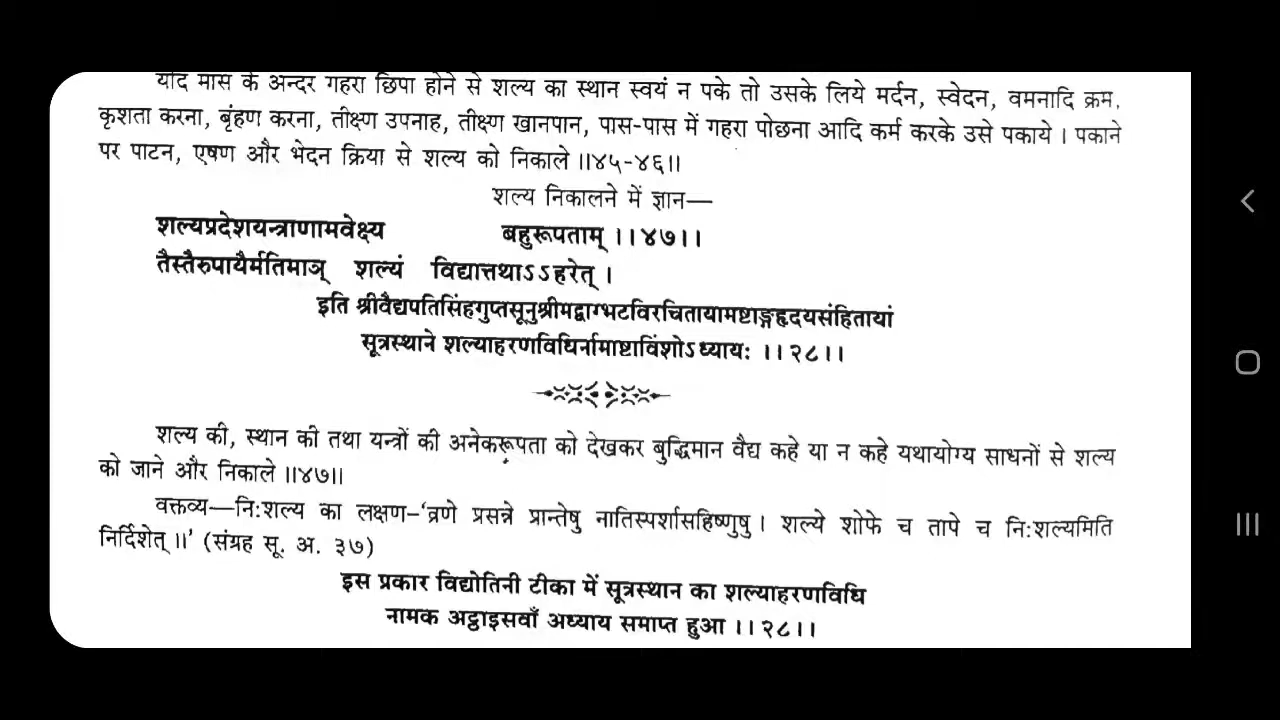 यदि मांस के अन्दर गहरा छिपा होने से शल्य का स्थान स्वयं न पके तो उसके लिये मर्दन, स्वेदन, वमनादि क्रम,
कृशता करना, बृंहण करना, तीक्ष्ण उपनाह, तीक्ष्ण खानपान, पास-पास में गहरा पोछना आदि कर्म करके उसे पकाये । पकाने
पर पाटन, एषण और भेदन क्रिया से शल्य को निकाले ॥४५-४६॥
शल्य निकालने में ज्ञान—
शल्यप्रदेशयन्त्राणामवेक्ष्य बहुरूपताम् ।।४७।।
तैस्तैरुपायैर्मतिमाञ् शल्यं विद्यात्तथाऽऽहरेत् ।
इति श्रीवैद्यपतिसिंहगुप्तसूनुश्रीमद्वाग्भटविरचितायामष्टाङ्गहृदयसंहितायां
सूत्रस्थाने शल्याहरणविधिर्नामाष्टाविंशोऽध्यायः ।।२८।।
शल्य की, स्थान की तथा यन्त्रों की अनेकरूपता को देखकर बुद्धिमान वैद्य कहे या न कहे यथायोग्य साधनों से शल्य
को जाने और निकाले ॥४७॥
वक्तव्य—नि:शल्य का लक्षण-‘व्रणे प्रसन्ने प्रान्तेषु नातिस्पर्शासहिष्णुषु । शल्ये शोफे च तापे च नि:शल्यमिति
निर्दिशेत् ॥’ (संग्रह सू. अ. ३७)
इस प्रकार विद्योतिनी टीका में सूत्रस्थान का शल्याहरणविधि
नामक अट्ठाइसवाँ अध्याय समाप्त हुआ ।।२८।।